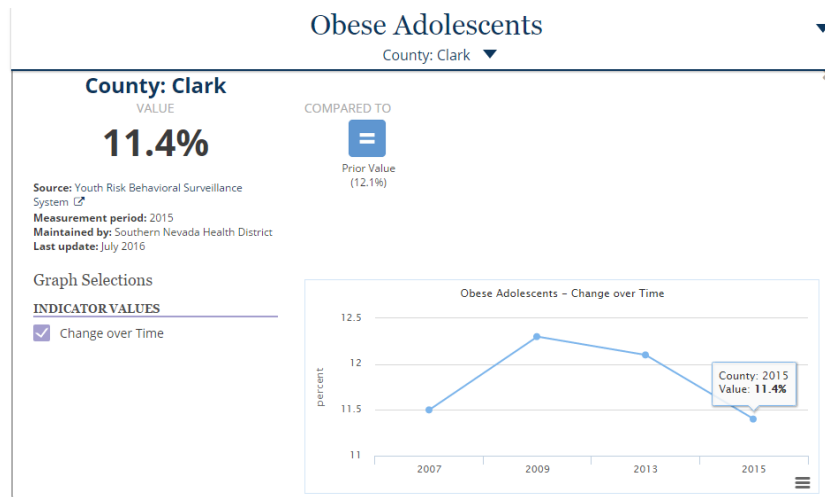 Obese Adolescents
County: Clark
County: Clark
VALUE
11.4%
COMPARED TO
=
Prior Value
(12.1%)
Source: Youth Risk Behavioral Surveillance
System
Measurement period: 2015
Maintained by: Southern Nevada Health District
Last update: July 2016
Graph Selections
INDICATOR VALUES
Change over Time
Obese Adolescents – Change over Time
percent
12.5
12
11.5
11
County: 2015
Value: 11.4%
2007
2009
2013
2015